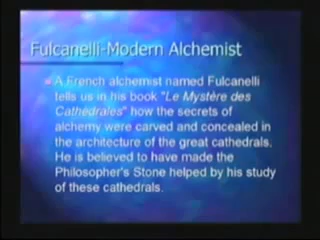 Fulcanelli-Modern Alchemist
A French alchemist named Fulcanelli
tells us in his book "Le Mystére des
Cathédrales" how the secrets of
alchemy were carved and concealed in
the architecture of the great cathedrals.
He is believed to have made the
Philosopher's Stone helped by his study
of these cathedrals.